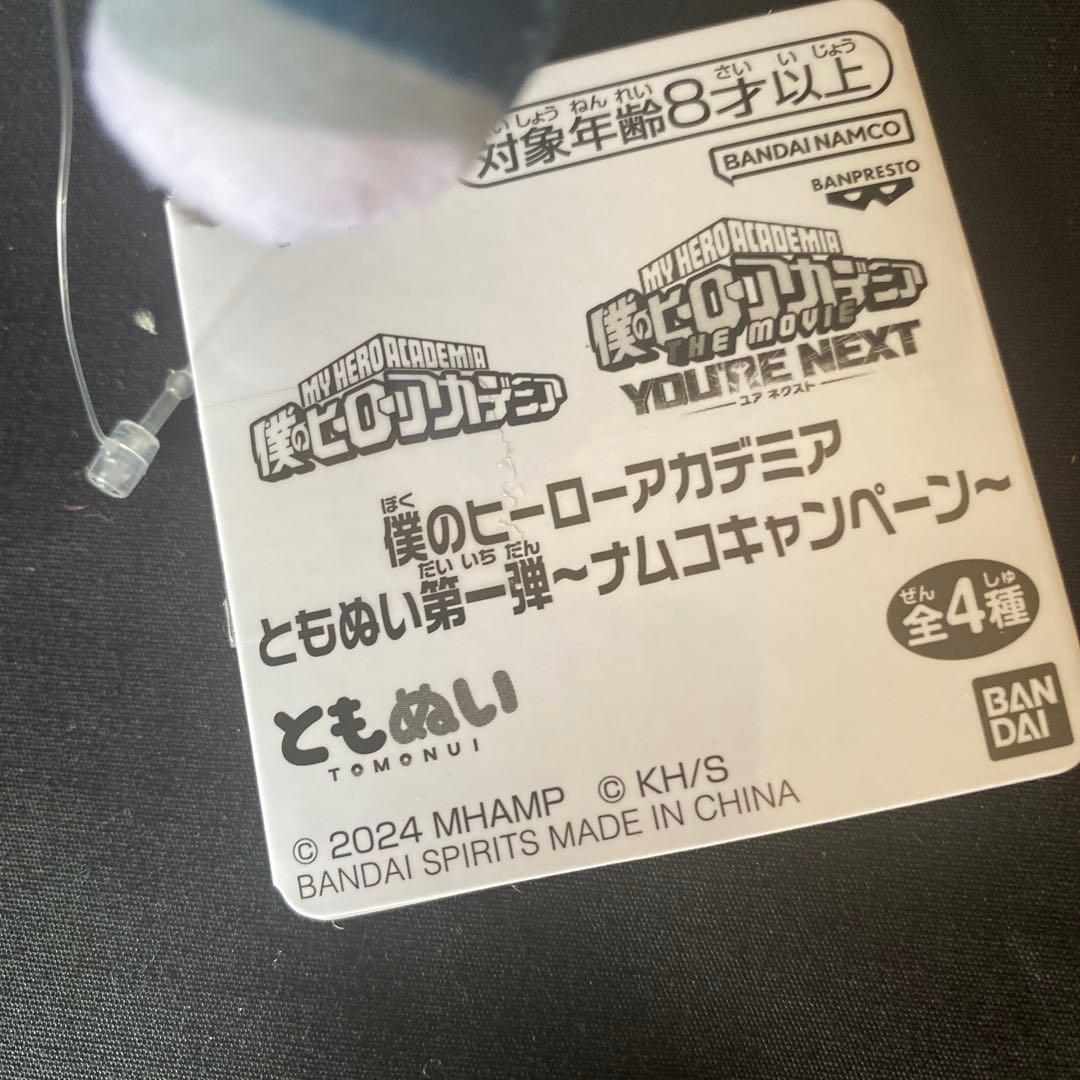 対象年齢8才以上
BANDAI NAMCO
BANPRESTO
MY HERO ACADEMIA
僕のヒーローアカデミア
THE MOVIE
YOU'RE NEXT
ユア ネクスト
MY HERO ACADEMIA
僕のヒーローアカデミア
僕のヒーローアカデミア
ともぬい第一弾~ナムコキャンペーン~
全4種
ともぬい
TOMONUI
BANDAI
© 2024 MHAMP © KH/S
BANDAI SPIRITS MADE IN CHINA